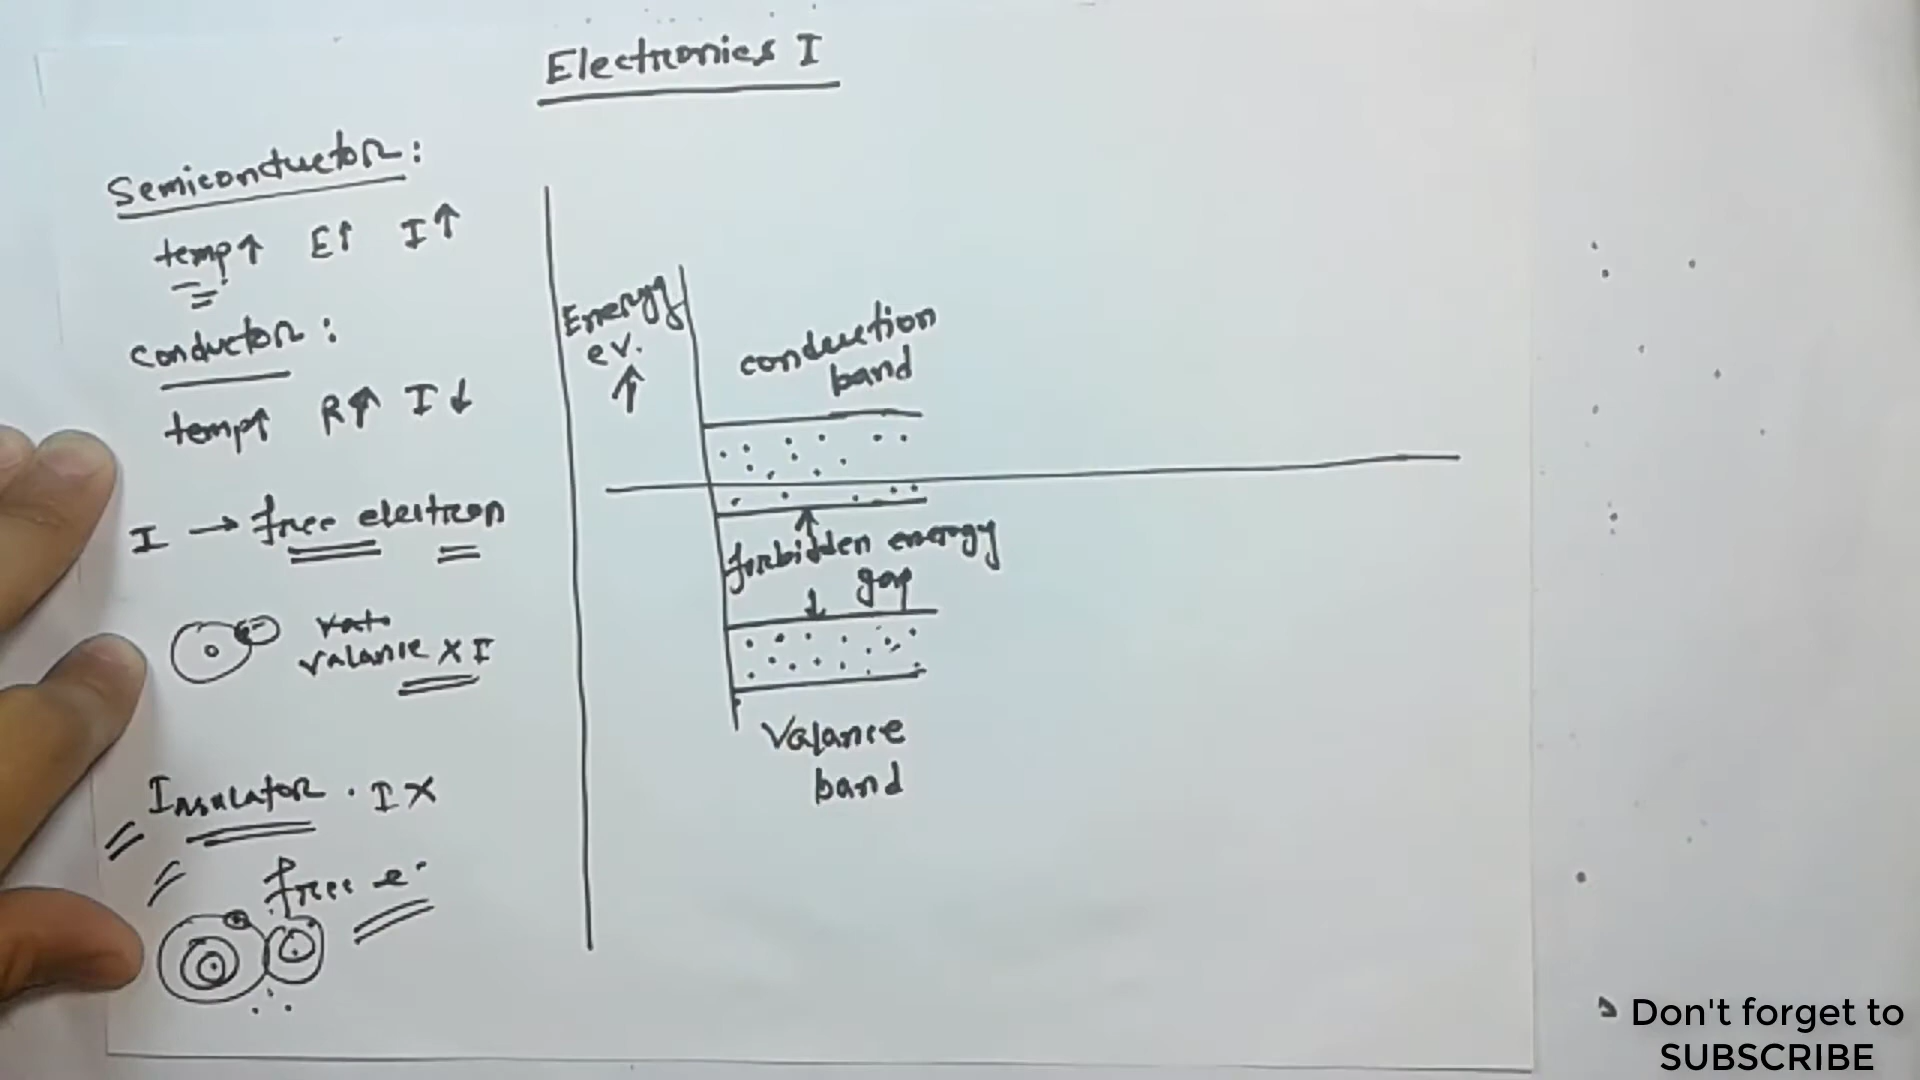 Electronics I
Semiconductor:
temp↑ E↑ I↑
Conductor:
temp↑ R↑ I↓
I → free electron
valance × I
Insulator . I×
free e-
Energy
ev.
↑
conduction
band
forbidden energy
gap
Valance
band
Don't forget to
SUBSCRIBE